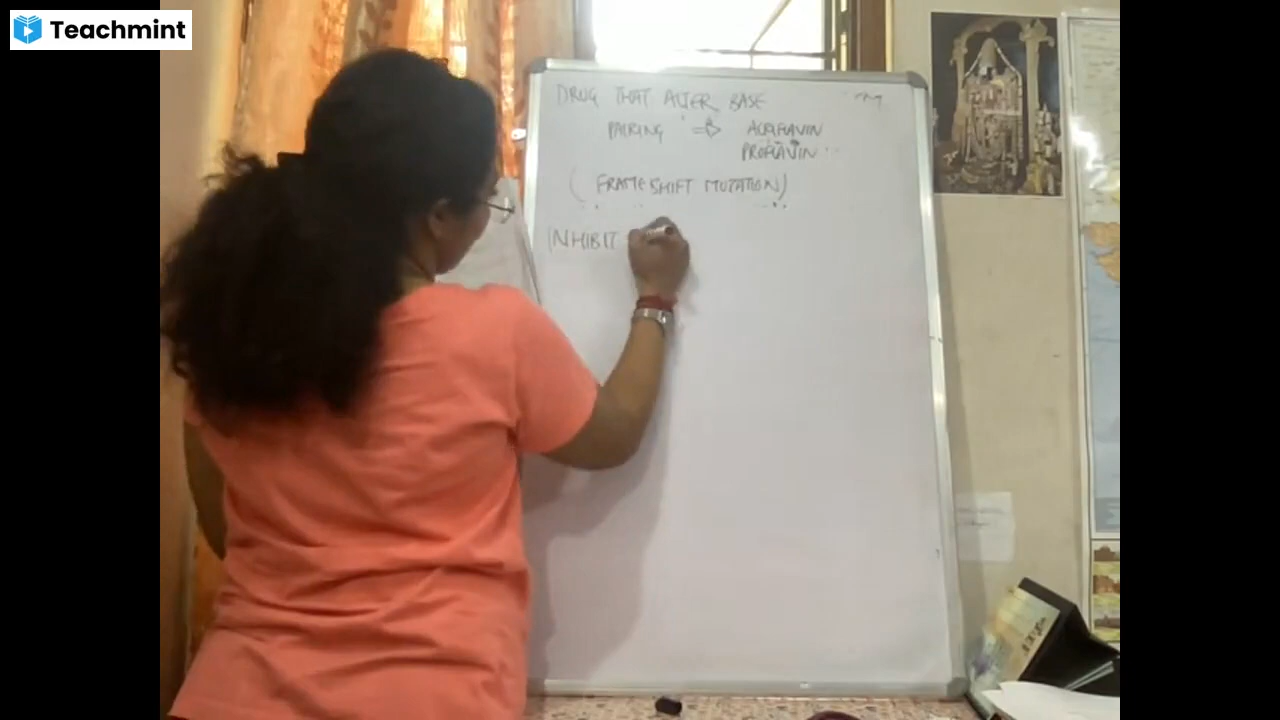 Teachmint
DRUG THAT ALTER BASE
PAIRING => ACRIFLAVIN
PROFLAVIN
(FRAMESHIFT MUTATION)
INHIBIT